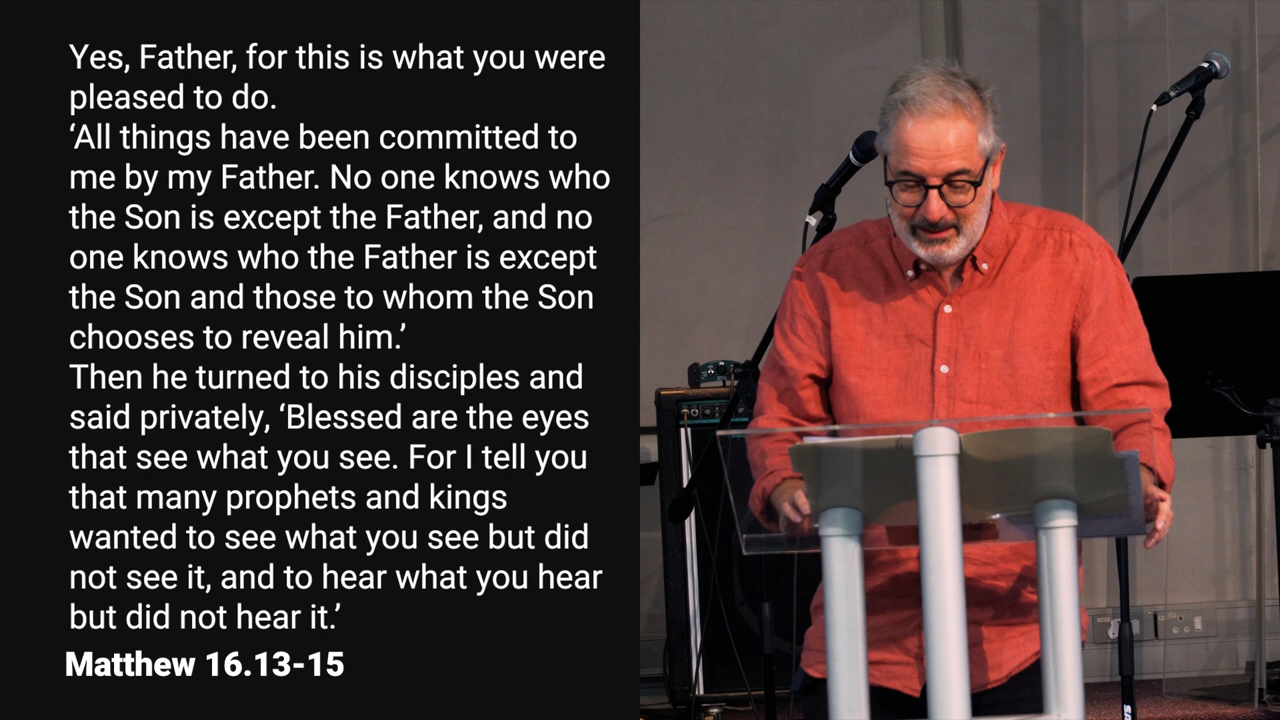 Yes, Father, for this is what you were
pleased to do.
‘All things have been committed to
me by my Father. No one knows who
the Son is except the Father, and no
one knows who the Father is except
the Son and those to whom the Son
chooses to reveal him.’
Then he turned to his disciples and
said privately, ‘Blessed are the eyes
that see what you see. For I tell you
that many prophets and kings
wanted to see what you see but did
not see it, and to hear what you hear
but did not hear it.’
Matthew 16.13-15